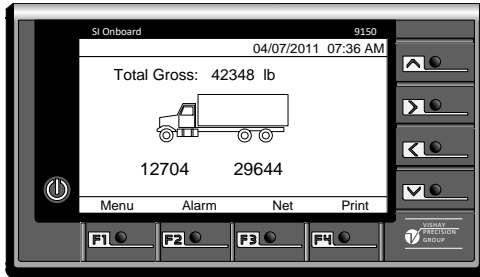 SI Onboard 9150
04/07/2011 07:36 AM
Total Gross: 42348 lb
12704 29644
Menu Alarm Net Print
F1 F2 F3 F4
VISHAY
PRECISION
GROUP